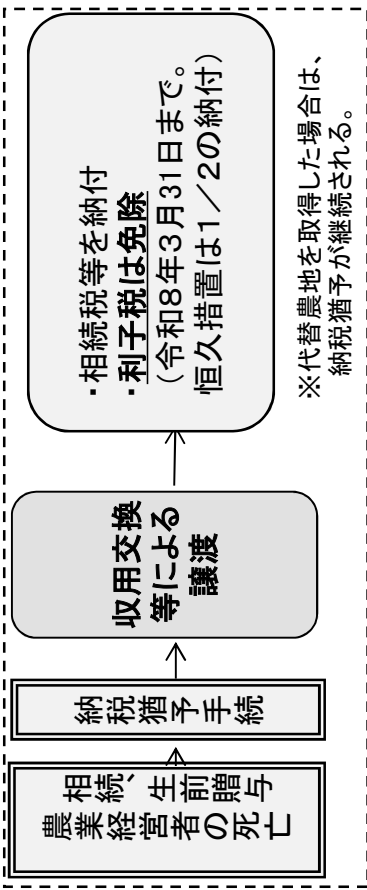 農業経営者の死亡
相続、生前贈与
納税猶予手続
収用交換
等による
譲渡
・相続税等を納付
・利子税は免除
(令和8年3月31日まで。
恒久措置は1/2の納付)
※代替農地を取得した場合は、
納税猶予が継続される。